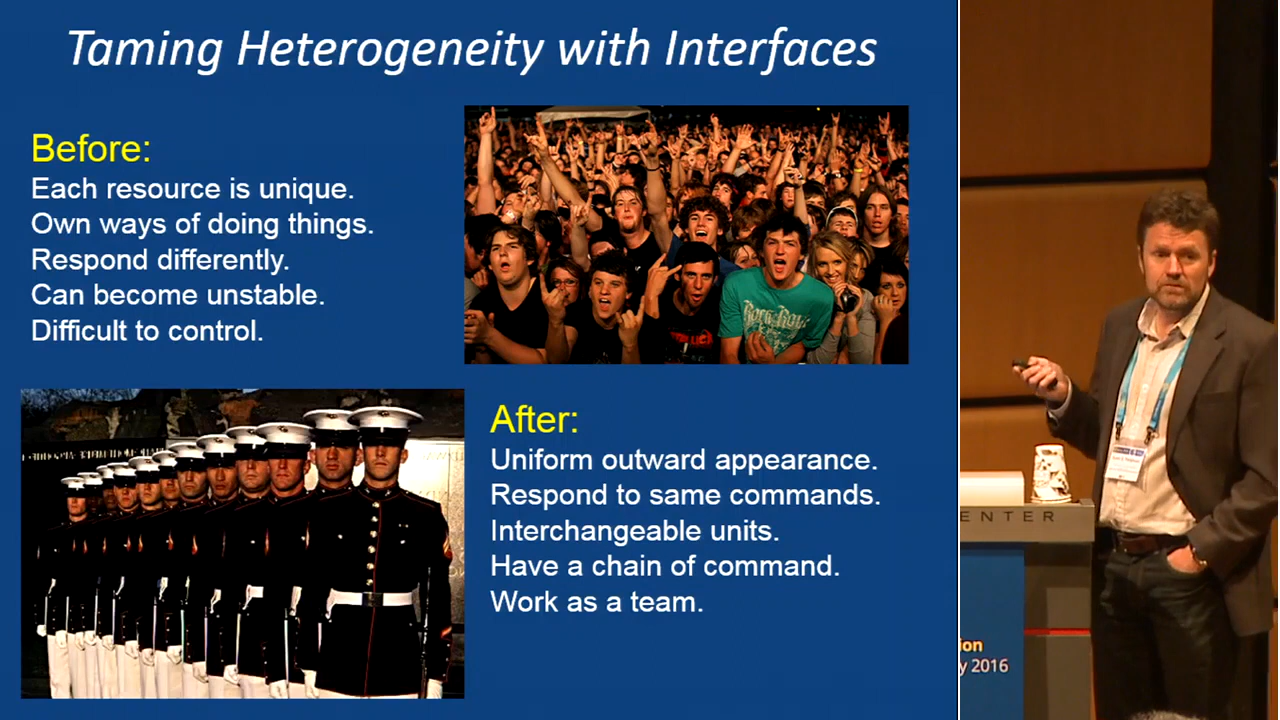 Taming Heterogeneity with Interfaces
Before:
Each resource is unique.
Own ways of doing things.
Respond differently.
Can become unstable.
Difficult to control.
After:
Uniform outward appearance.
Respond to same commands.
Interchangeable units.
Have a chain of command.
Work as a team.
ENTER
ion
y 2016